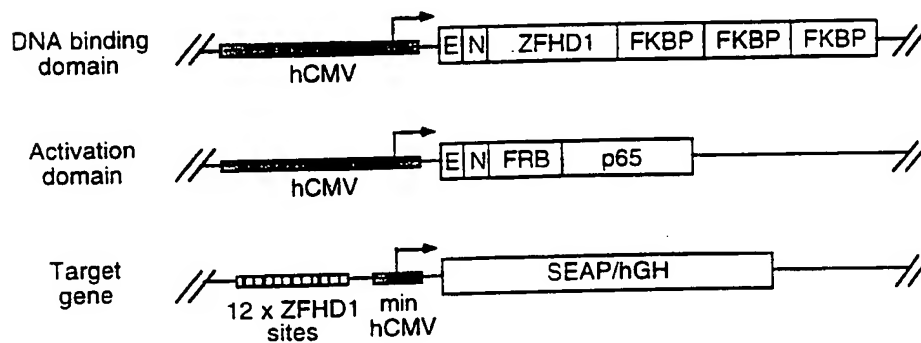 DNA binding
domain
hCMV
E N ZFHD1 FKBP FKBP FKBP
Activation
domain
hCMV
E N FRB p65
Target
gene
12 x ZFHD1
sites
min
hCMV
SEAP/hGH